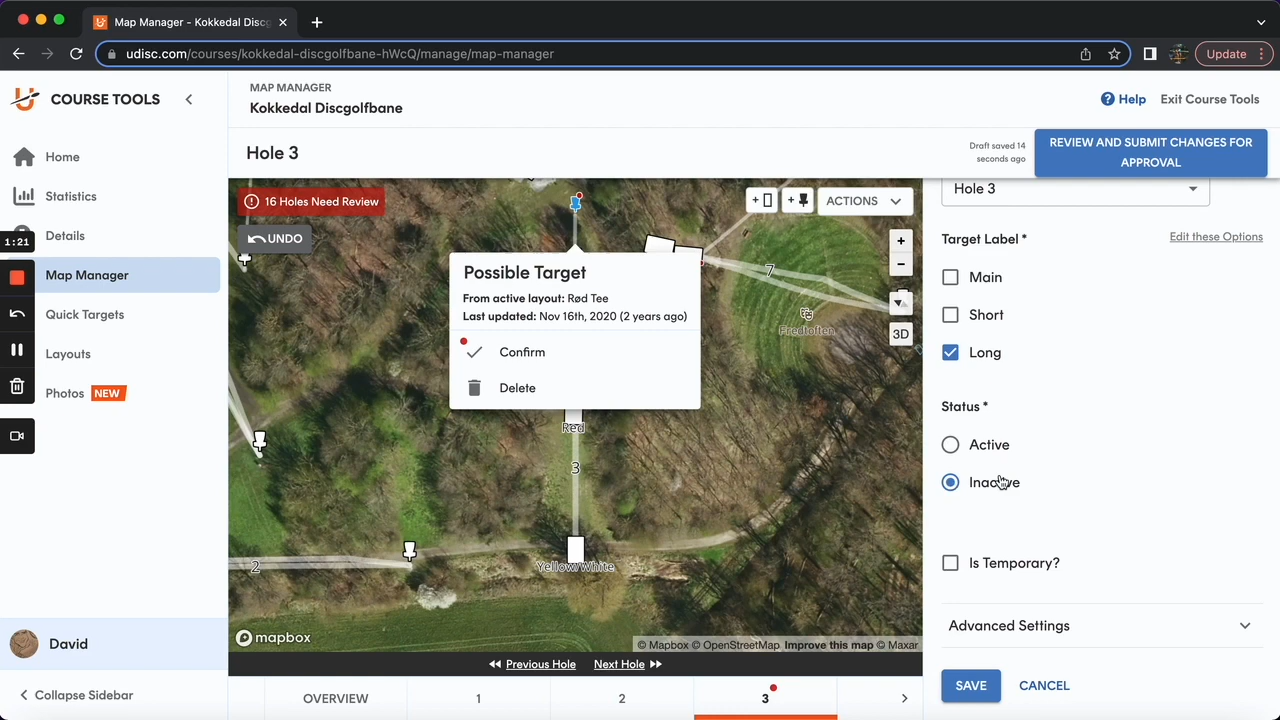 Map Manager - Kokkedal Discg
udisc.com/courses/kokkedal-discgolfbane-hWcQ/manage/map-manager
Update
COURSE TOOLS
MAP MANAGER
Kokkedal Discgolfbane
Help
Exit Course Tools
Home
Statistics
Details
Map Manager
Quick Targets
Layouts
Photos NEW
1:21
Hole 3
Draft saved 14
seconds ago
REVIEW AND SUBMIT CHANGES FOR
APPROVAL
16 Holes Need Review
UNDO
ACTIONS
+
−
3D
Possible Target
From active layout: Rød Tee
Last updated: Nov 16th, 2020 (2 years ago)
Confirm
Delete
7
Fredtoften
Red
3
Yellow/White
2
mapbox
© Mapbox © OpenStreetMap Improve this map © Maxar
Previous Hole
Next Hole
OVERVIEW
1
2
3
Hole 3
Target Label *
Edit these Options
Main
Short
Long
Status *
Active
Inactive
Is Temporary?
Advanced Settings
SAVE
CANCEL
David
Collapse Sidebar